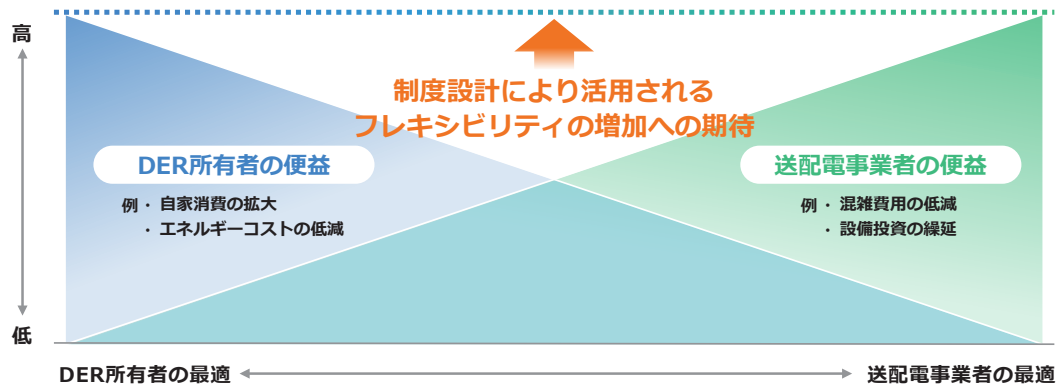 高
制度設計により活用される
フレキシビリティの増加への期待
DER所有者の便益
例・自家消費の拡大
・エネルギーコストの低減
送配電事業者の便益
例・混雑費用の低減
・設備投資の繰延
低
DER所有者の最適
送配電事業者の最適